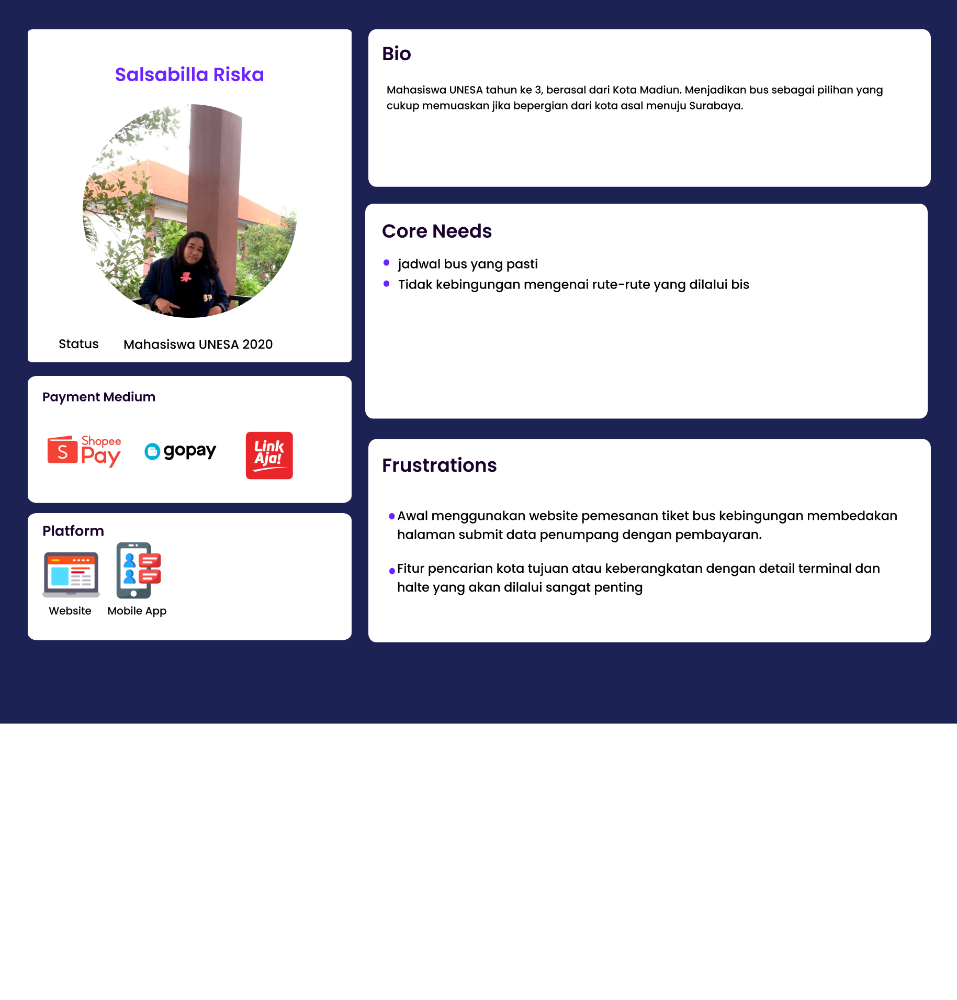 Salsabilla Riska
Status Mahasiswa UNESA 2020
Payment Medium
S Shopee Pay
gopay
Link Aja!
Platform
Website Mobile App
Bio
Mahasiswa UNESA tahun ke 3, berasal dari Kota Madiun. Menjadikan bus sebagai pilihan yang
cukup memuaskan jika bepergian dari kota asal menuju Surabaya.
Core Needs
jadwal bus yang pasti
Tidak kebingungan mengenai rute-rute yang dilalui bis
Frustrations
Awal menggunakan website pemesanan tiket bus kebingungan membedakan
halaman submit data penumpang dengan pembayaran.
Fitur pencarian kota tujuan atau keberangkatan dengan detail terminal dan
halte yang akan dilalui sangat penting